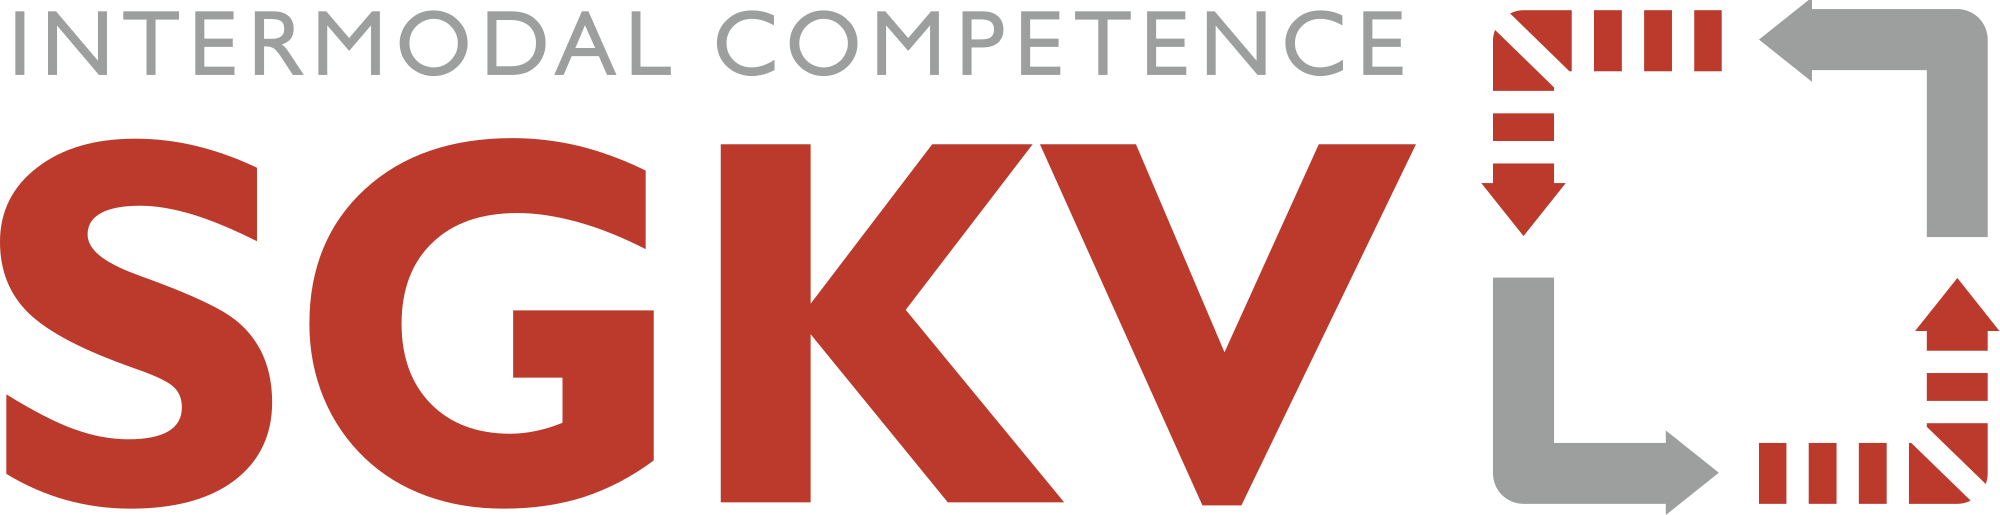 INTERMODAL COMPETENCE
SGKV